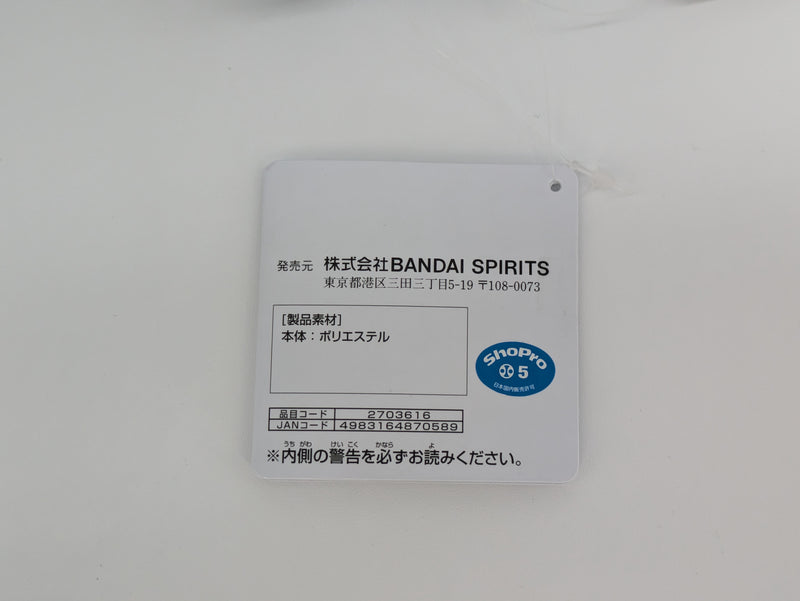 発売元 株式会社BANDAI SPIRITS
東京都港区三田三丁目5-19 〒108-0073
[製品素材]
本体：ポリエステル
ShoPro
5
日本国内販売許可
品目コード 2703616
JANコード 4983164870589
うちがわ けいこく かなら よ
※内側の警告を必ずお読みください。